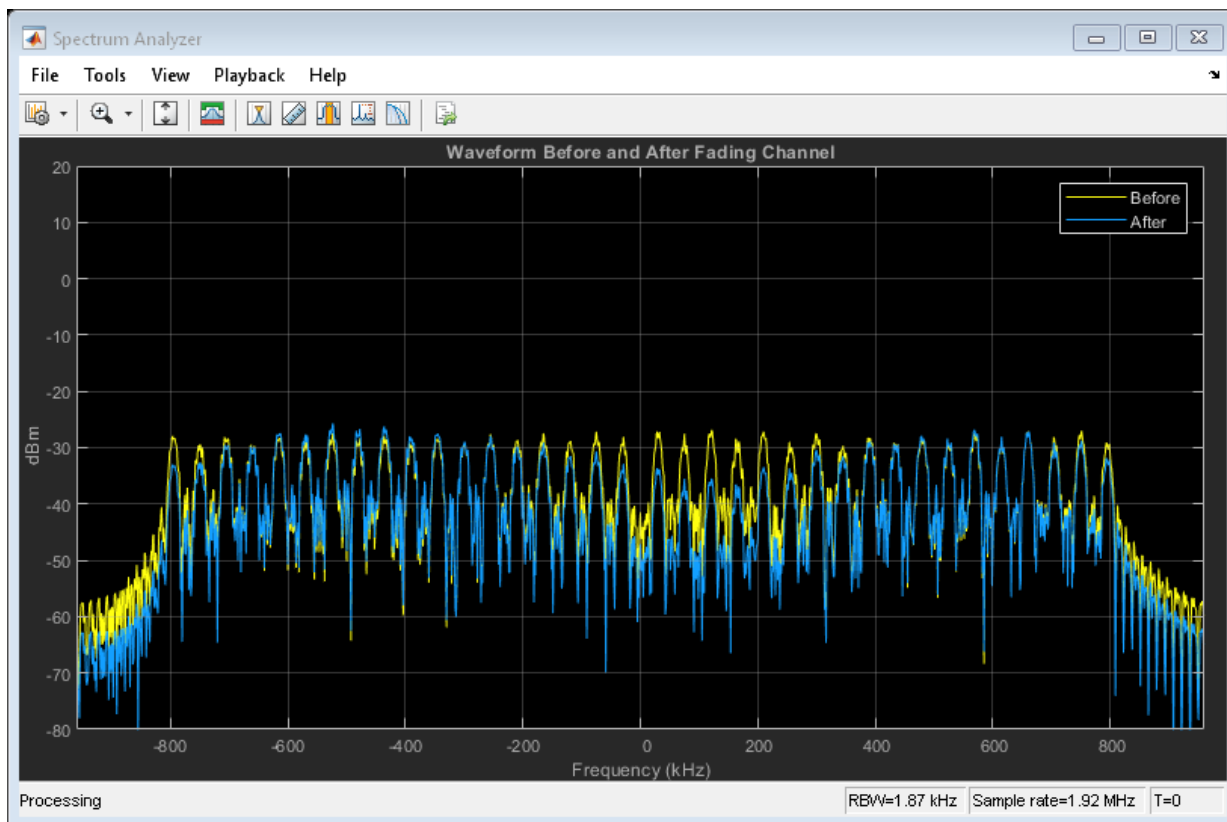 Spectrum Analyzer
File Tools View Playback Help
Waveform Before and After Fading Channel
Before
After
20
10
0
-10
-20
-30
-40
-50
-60
-70
-80
dBm
-800 -600 -400 -200 0 200 400 600 800
Frequency (kHz)
Processing RBW=1.87 kHz Sample rate=1.92 MHz T=0